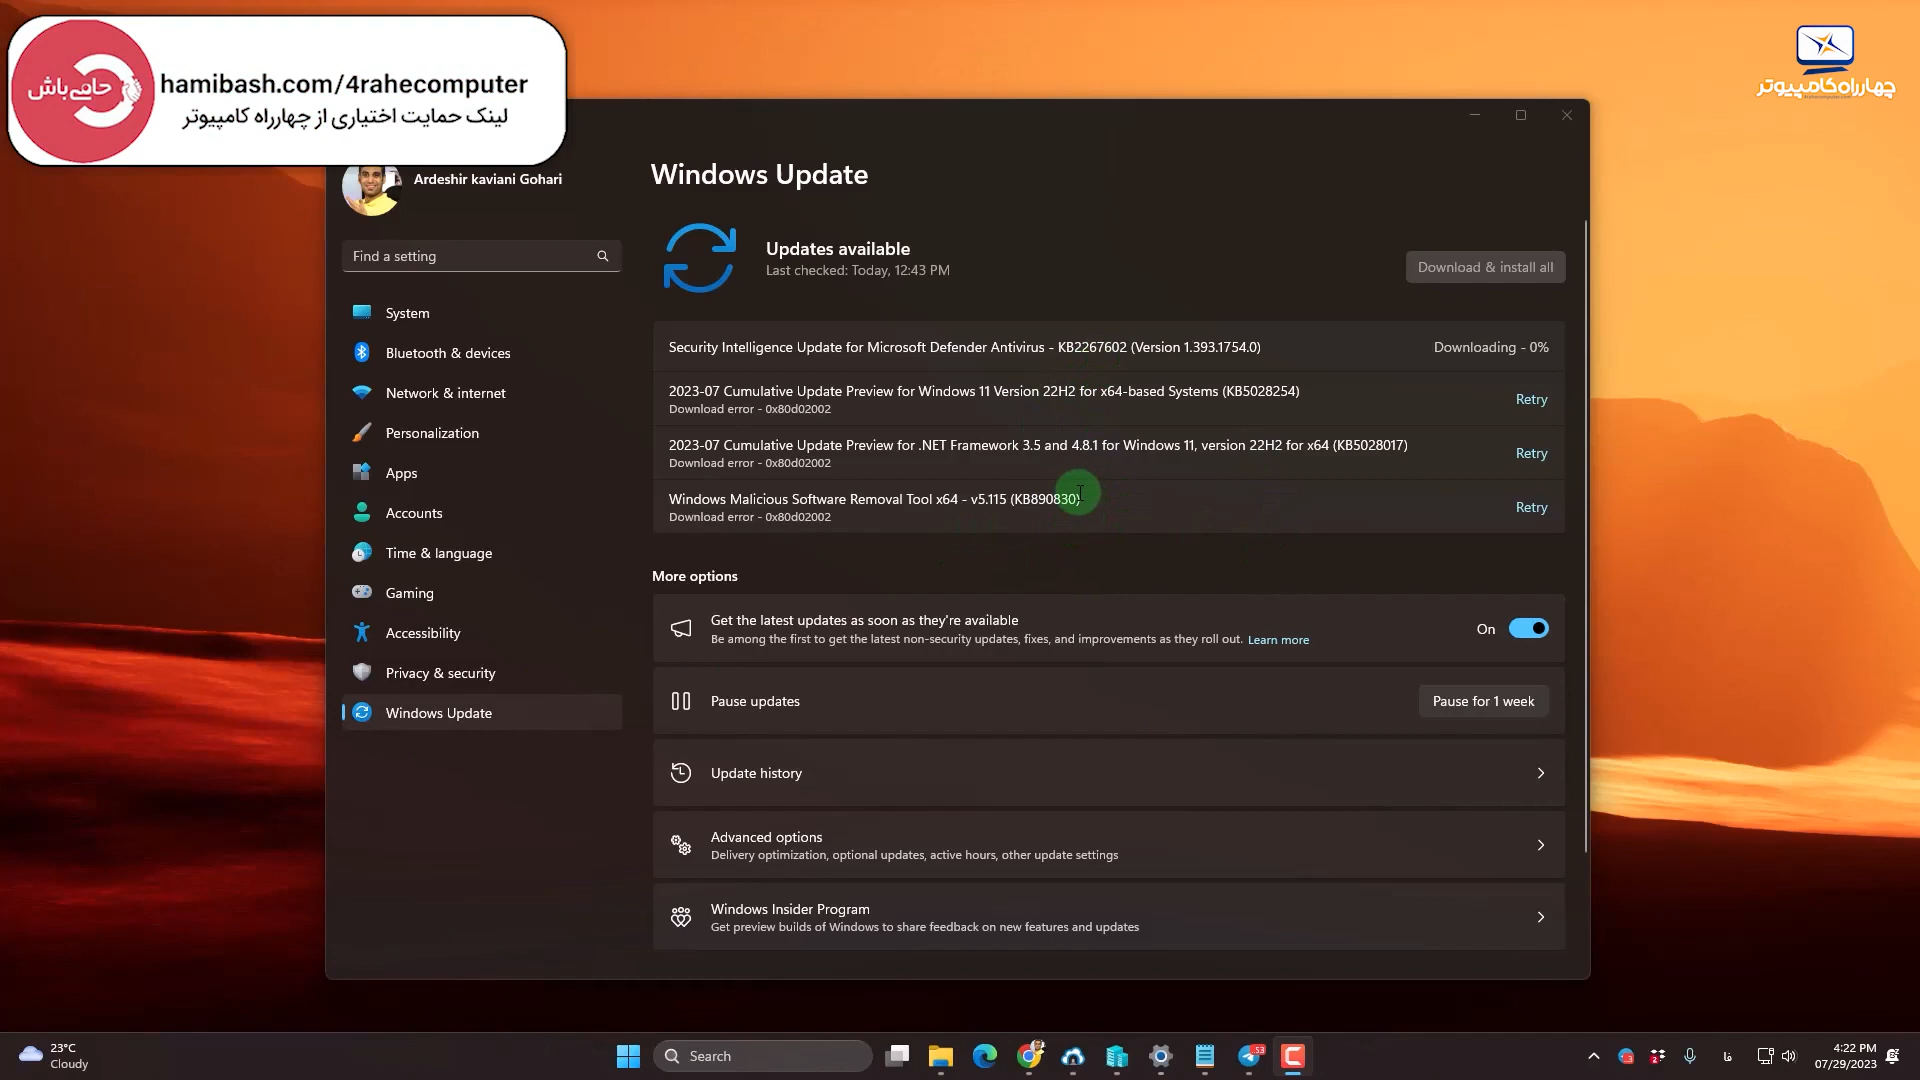 حامی‌باش
hamibash.com/4rahecomputer
لینک حمایت اختیاری از چهارراه کامپیوتر
چهارراه کامپیوتر
Ardeshir kaviani Gohari
Find a setting
System
Bluetooth & devices
Network & internet
Personalization
Apps
Accounts
Time & language
Gaming
Accessibility
Privacy & security
Windows Update
Windows Update
Updates available
Last checked: Today, 12:43 PM
Download & install all
Security Intelligence Update for Microsoft Defender Antivirus - KB2267602 (Version 1.393.1754.0)
Downloading - 0%
2023-07 Cumulative Update Preview for Windows 11 Version 22H2 for x64-based Systems (KB5028254)
Download error - 0x80d02002
Retry
2023-07 Cumulative Update Preview for .NET Framework 3.5 and 4.8.1 for Windows 11, version 22H2 for x64 (KB5028017)
Download error - 0x80d02002
Retry
Windows Malicious Software Removal Tool x64 - v5.115 (KB890830)
Download error - 0x80d02002
Retry
More options
Get the latest updates as soon as they're available
Be among the first to get the latest non-security updates, fixes, and improvements as they roll out. Learn more
On
Pause updates
Pause for 1 week
Update history
Advanced options
Delivery optimization, optional updates, active hours, other update settings
Windows Insider Program
Get preview builds of Windows to share feedback on new features and updates
23°C
Cloudy
Search
53
فا
4:22 PM
07/29/2023